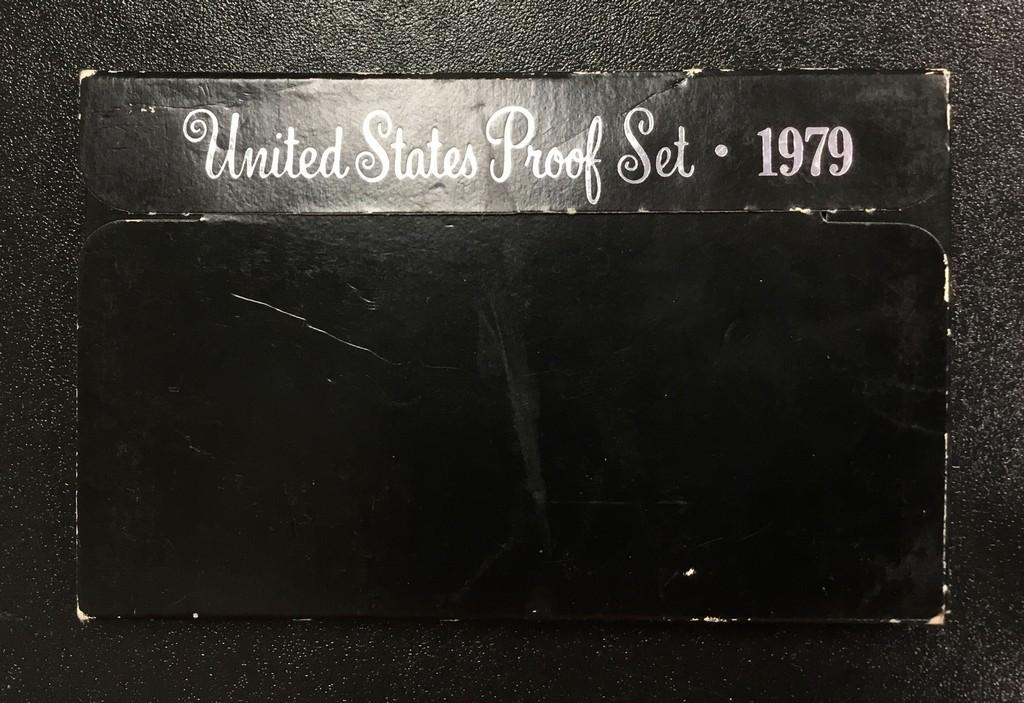 United States Proof Set • 1979